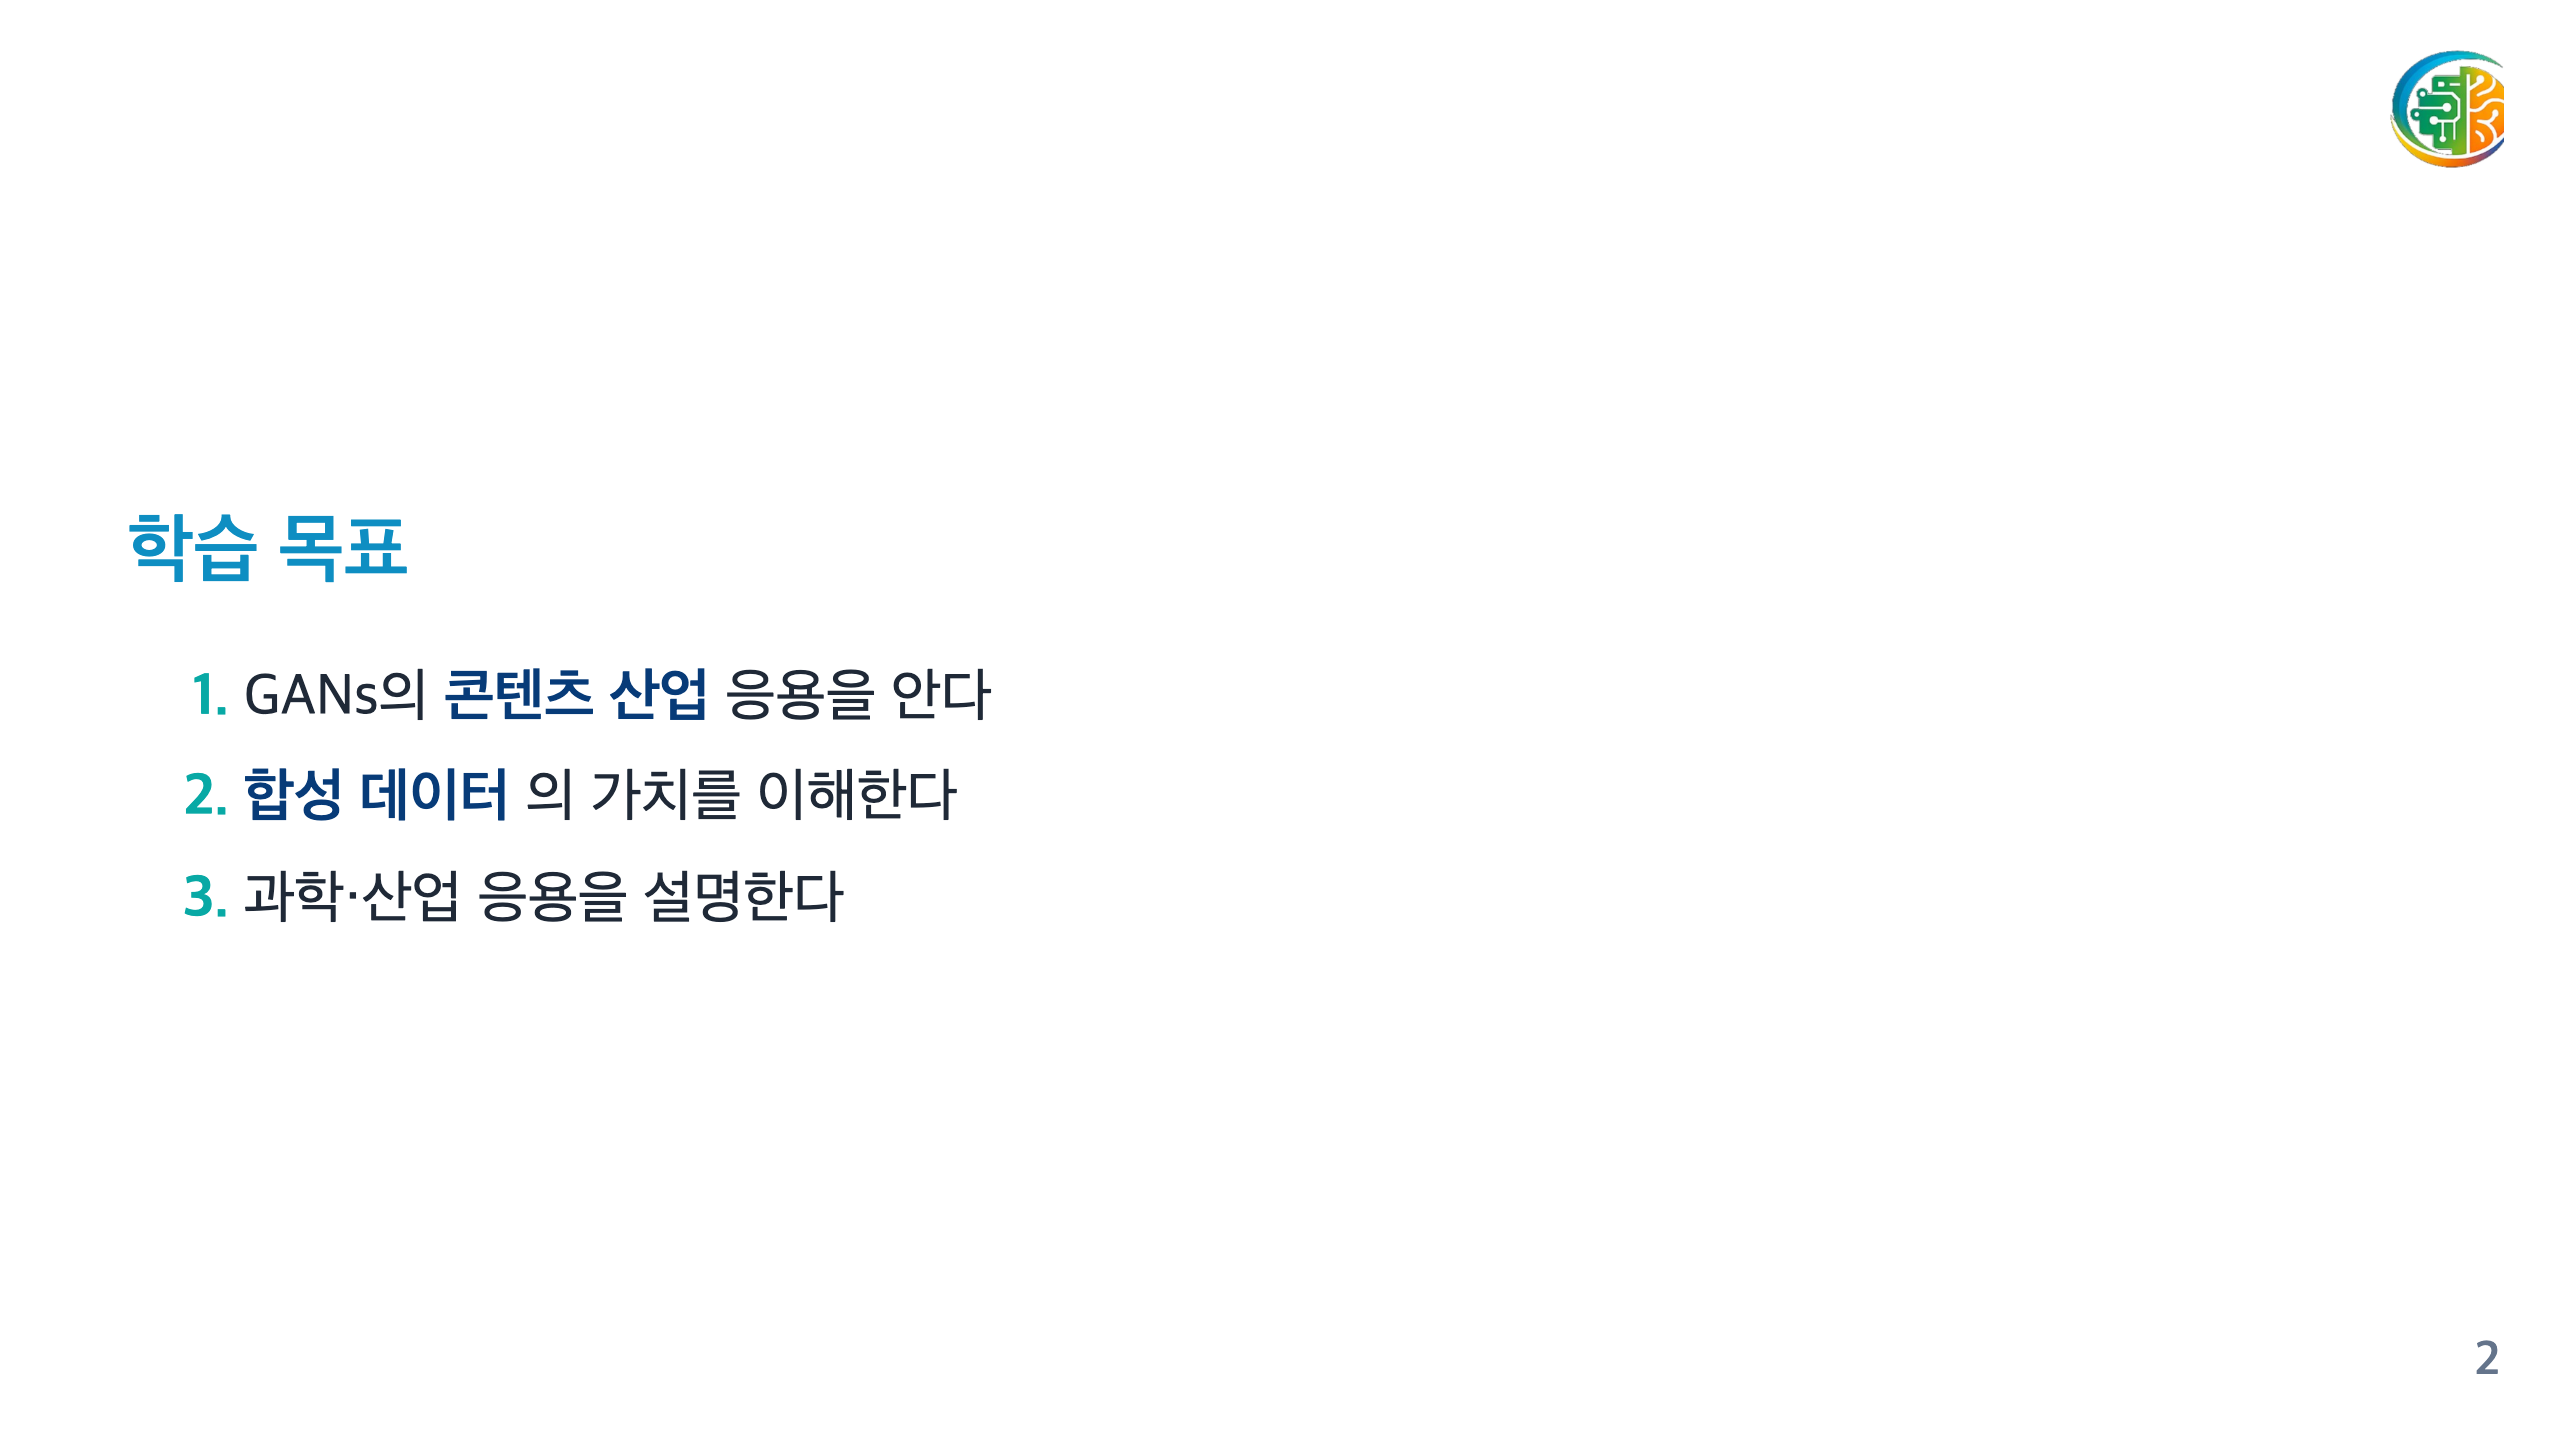 학습 목표
1. GANs의 콘텐츠 산업 응용을 안다
2. 합성 데이터 의 가치를 이해한다
3. 과학·산업 응용을 설명한다
2